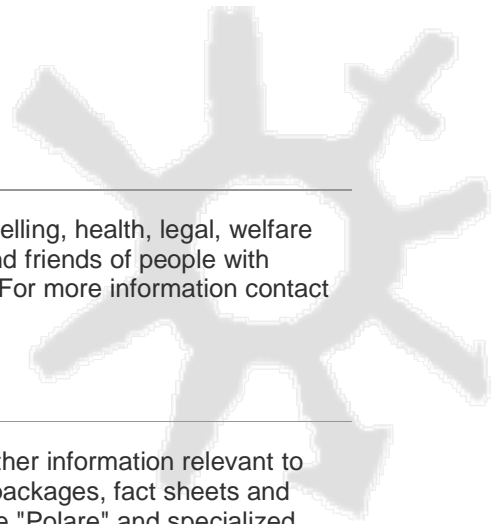 elling, health, legal, welfare
nd friends of people with
For more information contact
ther information relevant to
packages, fact sheets and
e "Polare" and specialized